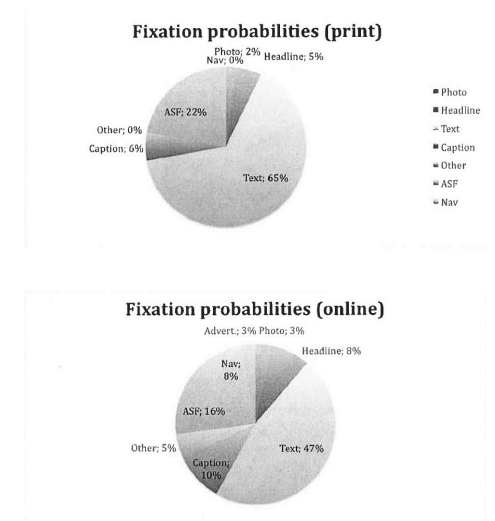 Fixation probabilities (print)
Photo; 2%
Nav; 0%
Headline; 5%
ASF; 22%
Other; 0%
Caption; 6%
Text; 65%
Photo
Headline
Text
Caption
Other
ASF
Nav
Fixation probabilities (online)
Advert.; 3% Photo; 3%
Headline; 8%
Nav;
8%
ASF; 16%
Other; 5%
Text; 47%
Caption;
10%